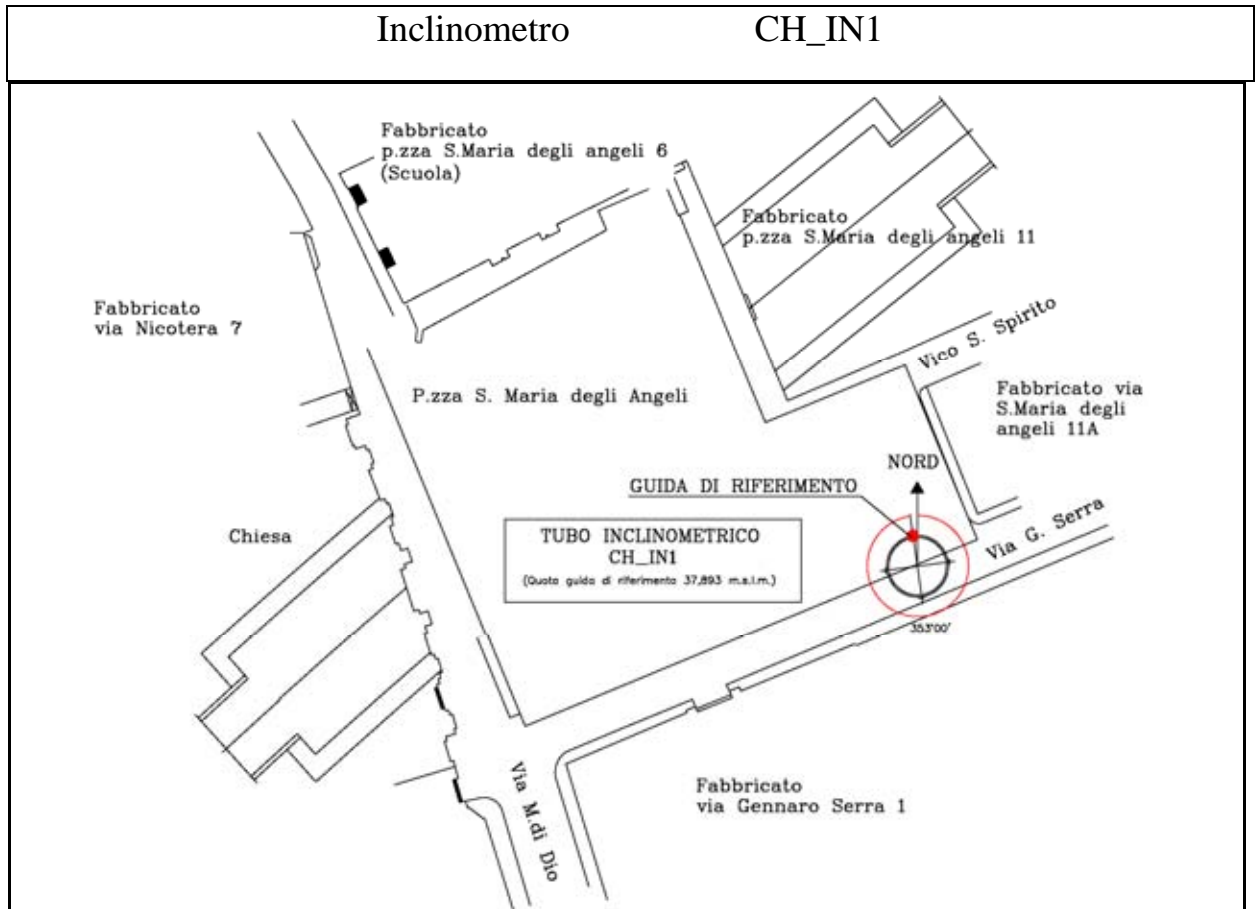 Inclinometro CH_IN1
Fabbricato
p.zza S.Maria degli angeli 6
(Scuola)
Fabbricato
p.zza S.Maria degli angeli 11
Fabbricato
via Nicotera 7
Vico S. Spirito
P.zza S. Maria degli Angeli
Fabbricato via
S.Maria degli
angeli 11A
NORD
GUIDA DI RIFERIMENTO
Chiesa
TUBO INCLINOMETRICO
CH_IN1
(Quota guida di riferimento 37,893 m.s.l.m.)
Via G. Serra
353°00'
Via M.di Dio
Fabbricato
via Gennaro Serra 1